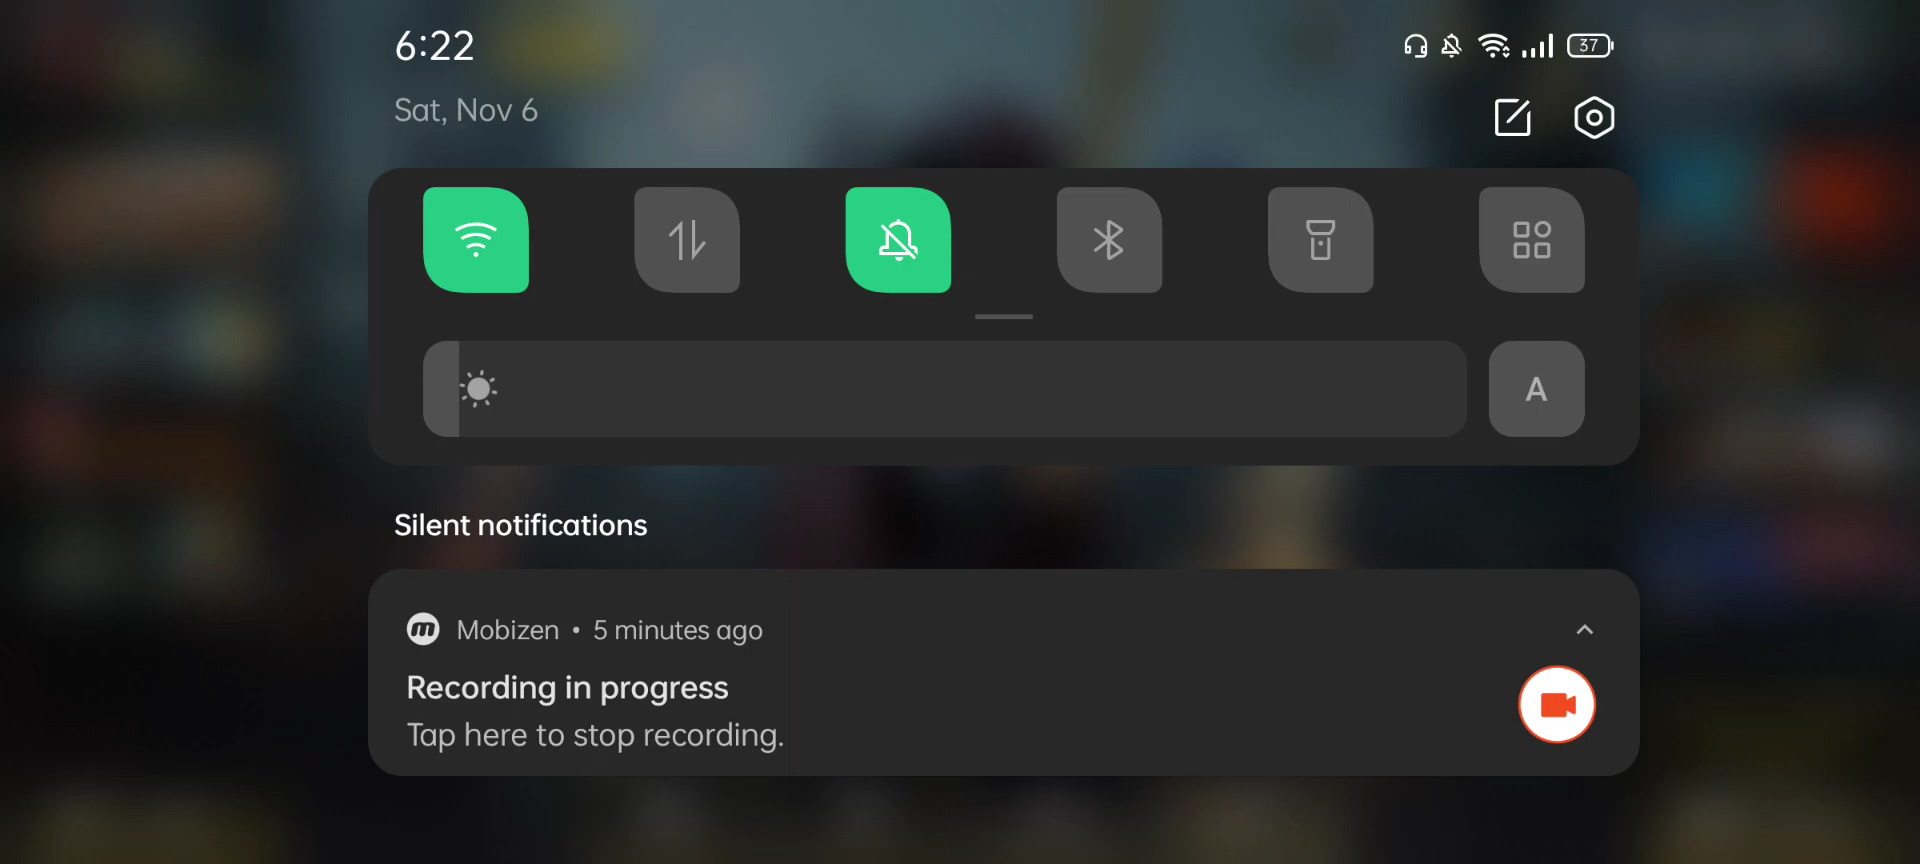 6:22
37
Sat, Nov 6
A
Silent notifications
Mobizen • 5 minutes ago
Recording in progress
Tap here to stop recording.